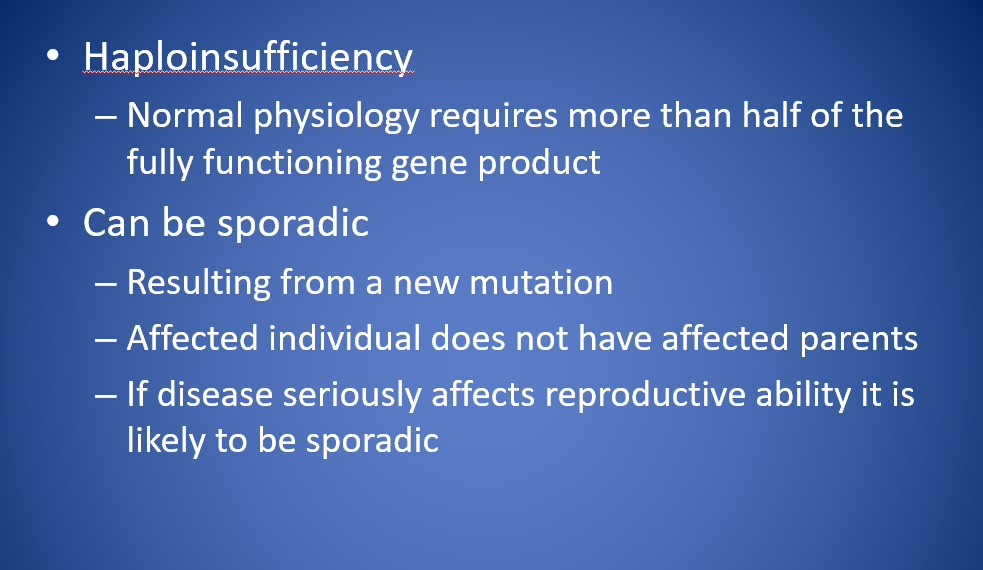 • Haploinsufficiency
– Normal physiology requires more than half of the
fully functioning gene product
• Can be sporadic
– Resulting from a new mutation
– Affected individual does not have affected parents
– If disease seriously affects reproductive ability it is
likely to be sporadic